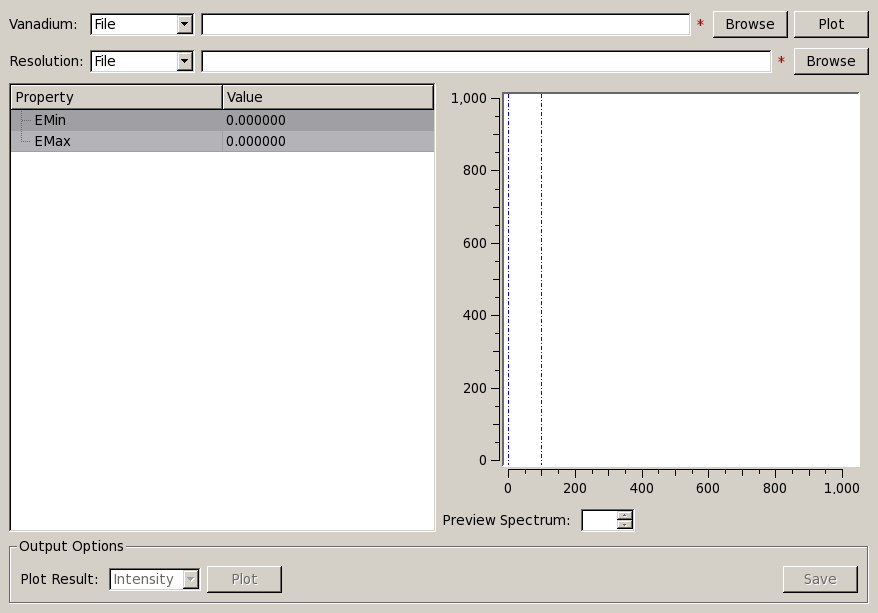 Vanadium: File * Browse Plot
Resolution: File * Browse
Property Value
EMin 0.000000
EMax 0.000000
1,000
800
600
400
200
0
0 200 400 600 800 1,000
Preview Spectrum:
Output Options
Plot Result: Intensity Plot Save